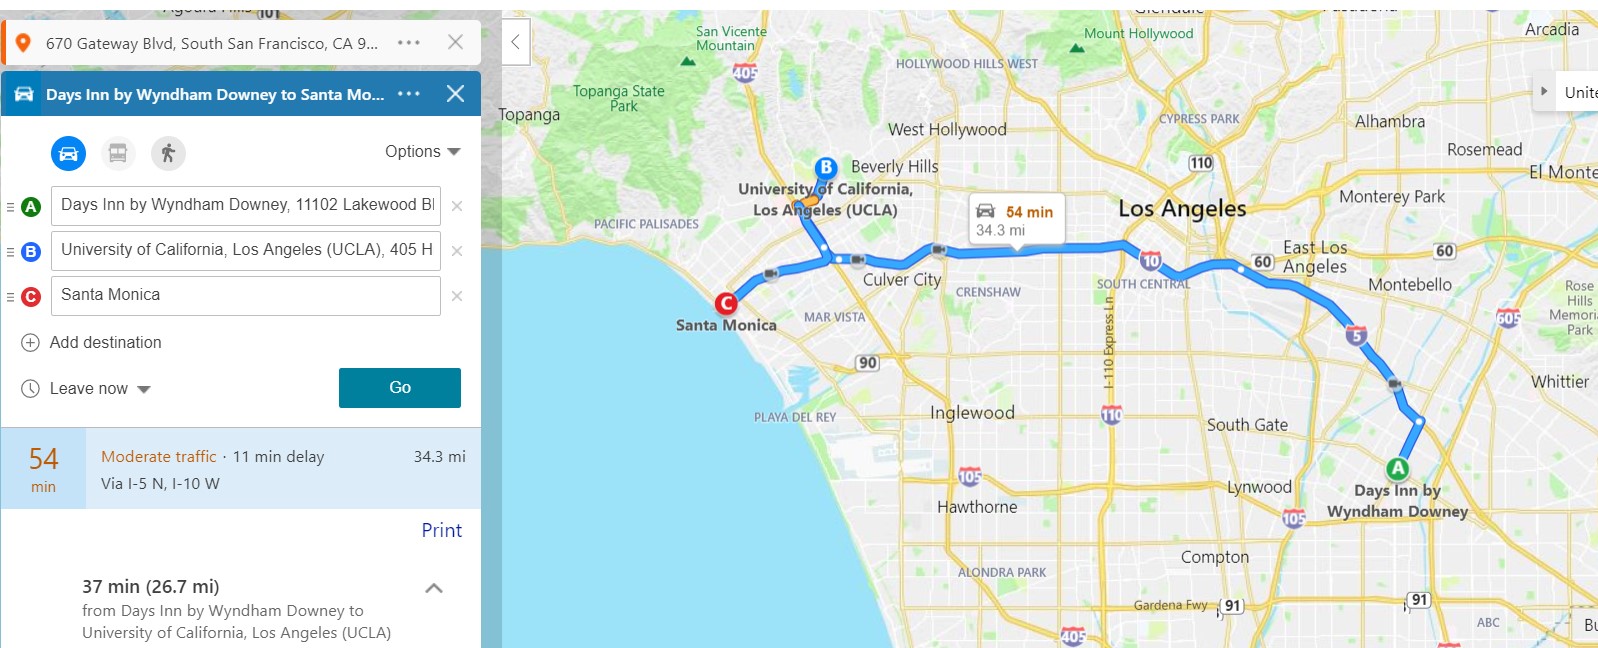 670 Gateway Blvd, South San Francisco, CA 9...
Days Inn by Wyndham Downey to Santa Mo...
Options
A
Days Inn by Wyndham Downey, 11102 Lakewood Bl
B
University of California, Los Angeles (UCLA), 405 H
C
Santa Monica
Add destination
Leave now
Go
54
min
Moderate traffic · 11 min delay
34.3 mi
Via I-5 N, I-10 W
Print
37 min (26.7 mi)
from Days Inn by Wyndham Downey to
University of California, Los Angeles (UCLA)
101
San Vicente
Mountain
405
Topanga State
Park
Topanga
HOLLYWOOD HILLS WEST
Mount Hollywood
Glendale
Arcadia
Unite
West Hollywood
CYPRESS PARK
Alhambra
Rosemead
El Monte
110
B
Beverly Hills
University of California,
Los Angeles (UCLA)
PACIFIC PALISADES
54 min
34.3 mi
Los Angeles
Monterey Park
East Los
Angeles
60
60
10
Culver City
CRENSHAW
SOUTH CENTRAL
Montebello
Rose
Hills
Memoria
Park
605
C
Santa Monica
MAR VISTA
90
I-110 Express Ln
5
Whittier
PLAYA DEL REY
Inglewood
110
South Gate
105
Hawthorne
A
Days Inn by
Wyndham Downey
Lynwood
105
Compton
ALONDRA PARK
Gardena Fwy
91
91
ABC
405
Bu